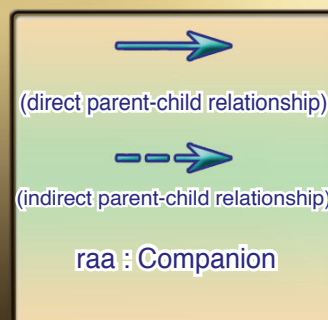 (direct parent-child relationship)
(indirect parent-child relationship)
raa : Companion